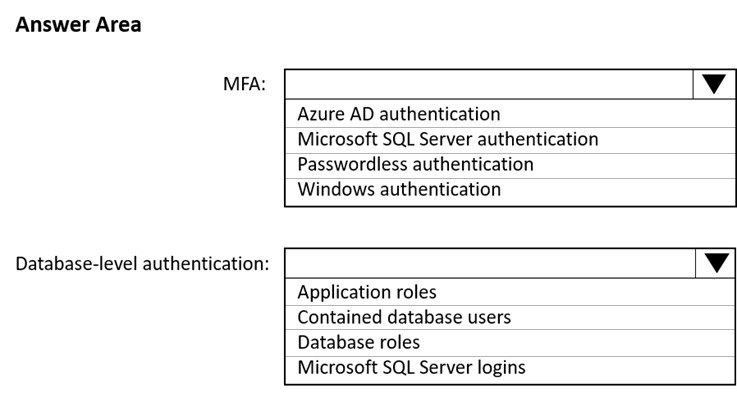 Answer Area
MFA:
Azure AD authentication
Microsoft SQL Server authentication
Passwordless authentication
Windows authentication
Database-level authentication:
Application roles
Contained database users
Database roles
Microsoft SQL Server logins